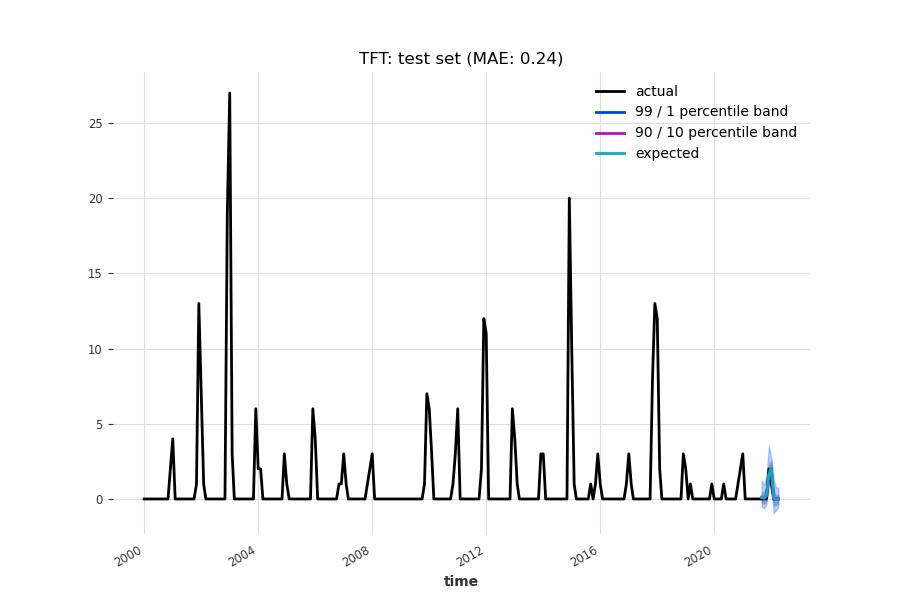 TFT: test set (MAE: 0.24)
actual
99 / 1 percentile band
90 / 10 percentile band
expected
25
20
15
10
5
0
2000
2004
2008
2012
2016
2020
time